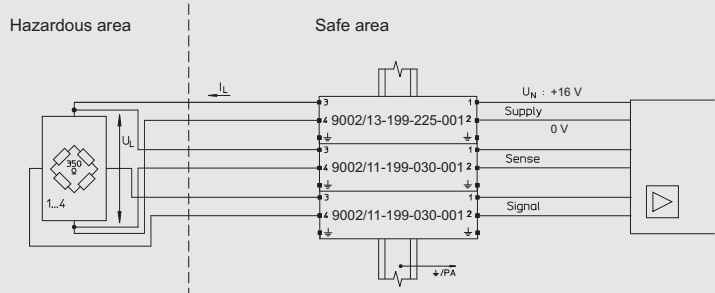 Hazardous area
Safe area
I_L
U_N : +16 V
3 1
Supply
4 9002/13-199-225-001 2
0 V
⏚ ⏚
U_L
3 1
Sense
350 Ω
4 9002/11-199-030-001 2
⏚ ⏚
3 1
1...4
Signal
4 9002/11-199-030-001 2
⏚ ⏚
⏚/PA